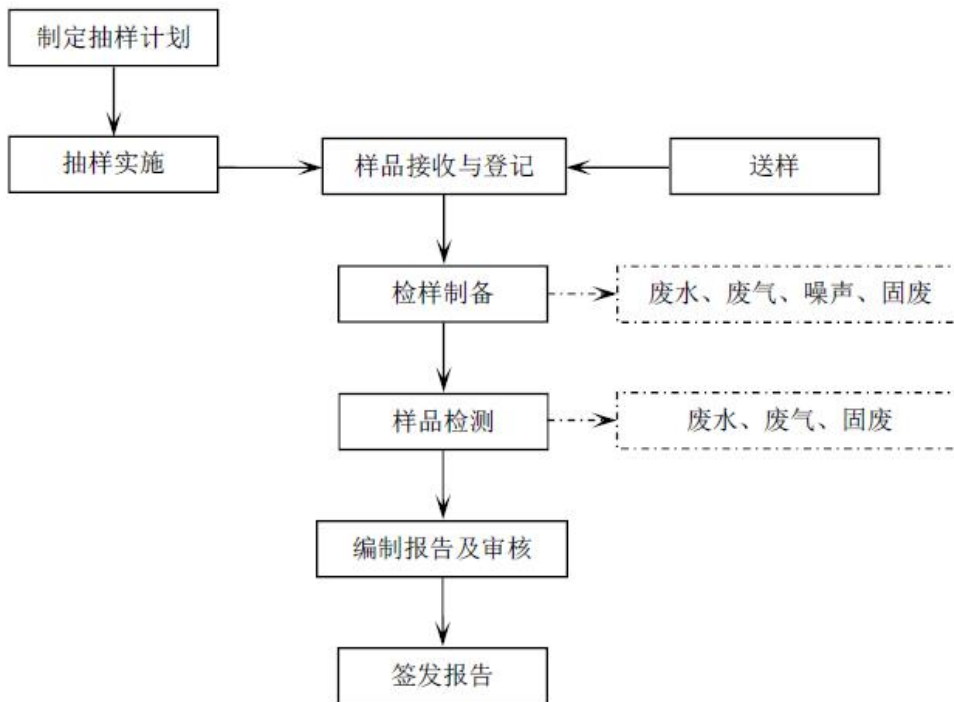 制定抽样计划
抽样实施
样品接收与登记
送样
检样制备
废水、废气、噪声、固废
样品检测
废水、废气、固废
编制报告及审核
签发报告